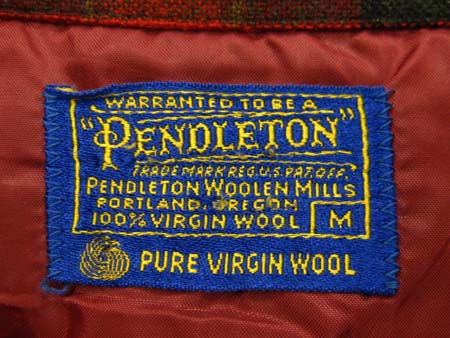 WARRANTED TO BE A
"PENDLETON"
TRADE MARK REG. U.S. PAT. OFF.
PENDLETON WOOLEN MILLS
PORTLAND, OREGON
100% VIRGIN WOOL M
PURE VIRGIN WOOL